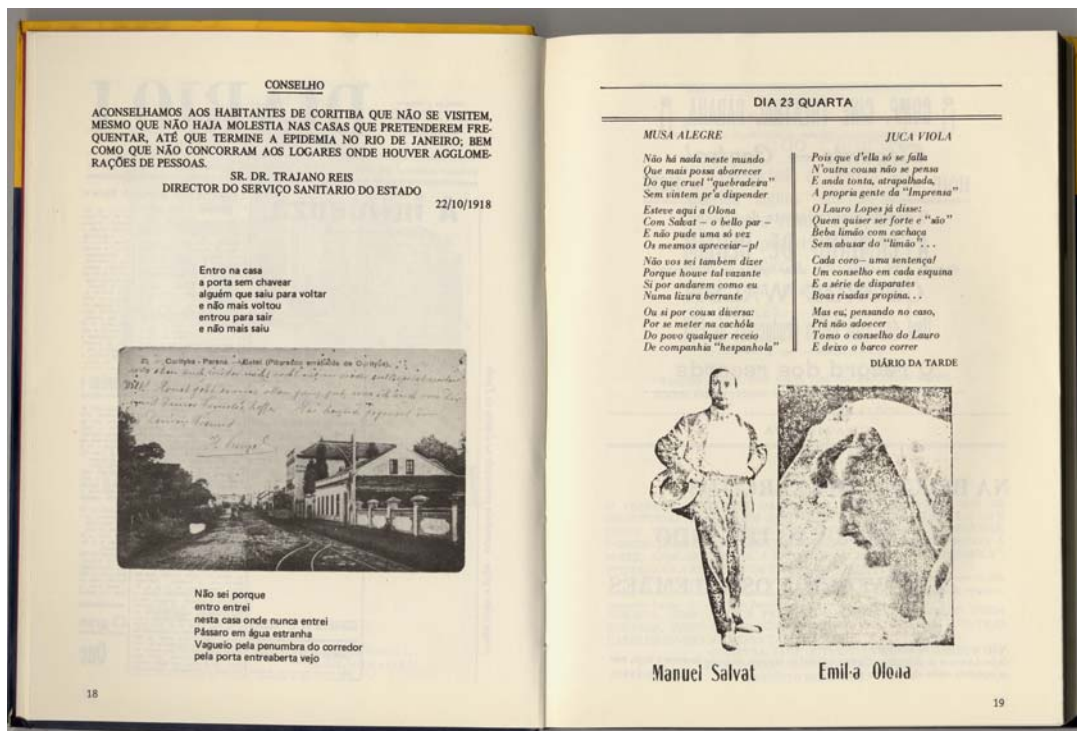 CONSELHO
ACONSELHAMOS AOS HABITANTES DE CORITIBA QUE NÃO SE VISITEM,
MESMO QUE NÃO HAJA MOLESTIA NAS CASAS QUE PRETENDEREM FRE-
QUENTAR, ATÉ QUE TERMINE A EPIDEMIA NO RIO DE JANEIRO; BEM
COMO QUE NÃO CONCORRAM AOS LOGARES ONDE HOUVER AGGLOME-
RAÇÕES DE PESSOAS.
SR. DR. TRAJANO REIS
DIRECTOR DO SERVIÇO SANITARIO DO ESTADO
22/10/1918
Entro na casa
a porta sem chavear
alguém que saiu para voltar
e não mais voltou
entrou para sair
e não mais saiu
Corityba - Paraná
Não sei porque
entro entrei
nesta casa onde nunca entrei
Pássaro em água estranha
Vagueio pela penumbra do corredor
pela porta entreaberta vejo
18
DIA 23 QUARTA
MUSA ALEGRE
Não há nada neste mundo
Que mais possa aborrecer
Do que cruel "quebradeira"
Sem vintem pr'a dispender
Esteve aqui a Olona
Com Salvat – o bello par –
E não pude uma só vez
Os mesmos apreceiar–p!
Não vos sei tambem dizer
Porque houve tal vazante
Si por andarem como eu
Numa lizura berrante
Ou si por cousa diversa:
Por se meter na cachóla
Do povo qualquer receio
De companhia "hespanhola"
JUCA VIOLA
Pois que d'ella só se falla
N'outra cousa não se pensa
E anda tonta, atrapalhada,
A propria gente da "Imprensa"
O Lauro Lopes já disse:
Quem quiser ser forte e "são"
Beba limão com cachaça
Sem abusar do "limão"...
Cada coro– uma sentença!
Um conselho em cada esquina
E a série de disparates
Boas risadas propina...
Mas eu, pensando no caso,
Prá não adoecer
Tomo o conselho do Lauro
E deixo o barco correr
DIÁRIO DA TARDE
Manuel Salvat
Emil·a Olona
19